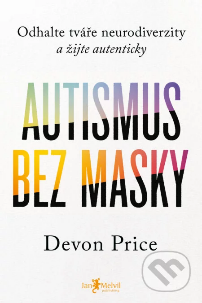 Odhalte tváře neurodiverzity
a žijte autenticky
AUTISMUS
BEZ MASKY
Devon Price
Jan Melvil
M